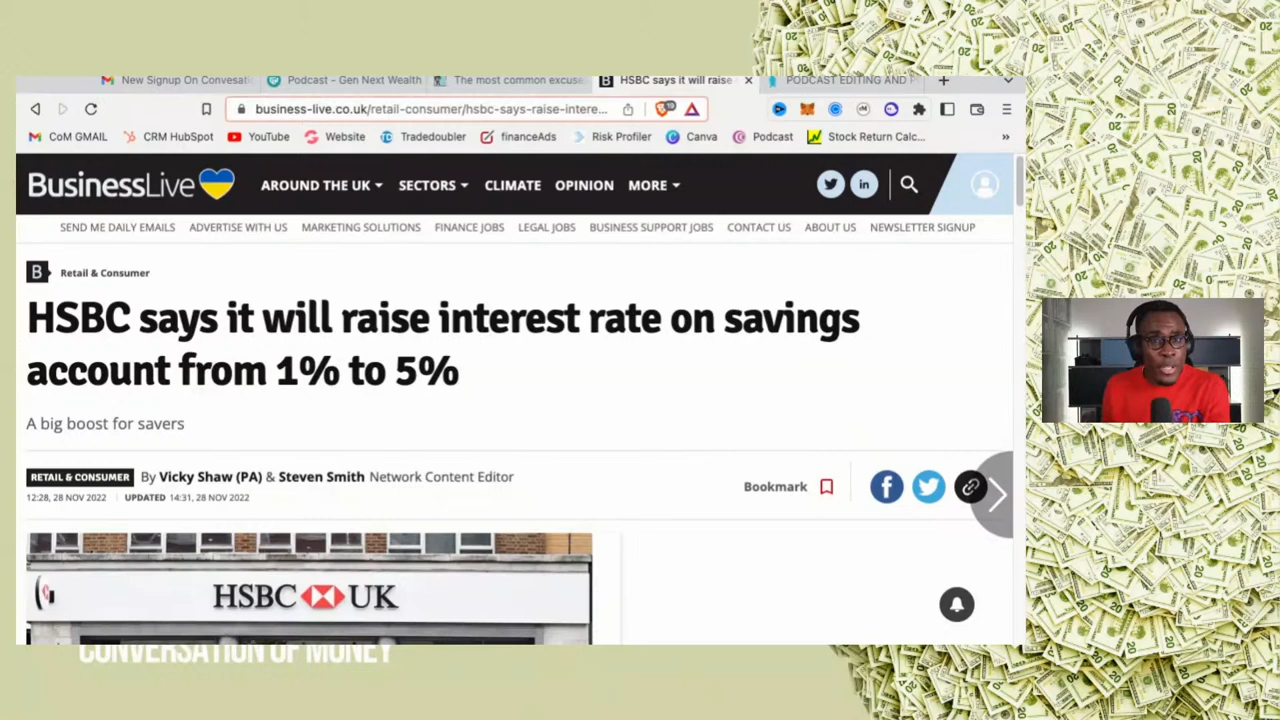 New Signup On Convesati
Podcast - Gen Next Wealth
The most common excuse
HSBC says it will raise
PODCAST EDITING AND P
business-live.co.uk/retail-consumer/hsbc-says-raise-intere...
10
CoM GMAIL
CRM HubSpot
YouTube
Website
Tradedoubler
financeAds
Risk Profiler
Canva
Podcast
Stock Return Calc...
BusinessLive
AROUND THE UK
SECTORS
CLIMATE
OPINION
MORE
in
SEND ME DAILY EMAILS
ADVERTISE WITH US
MARKETING SOLUTIONS
FINANCE JOBS
LEGAL JOBS
BUSINESS SUPPORT JOBS
CONTACT US
ABOUT US
NEWSLETTER SIGNUP
B
Retail & Consumer
HSBC says it will raise interest rate on savings
account from 1% to 5%
A big boost for savers
RETAIL & CONSUMER By Vicky Shaw (PA) & Steven Smith Network Content Editor
12:28, 28 NOV 2022 | UPDATED 14:31, 28 NOV 2022
Bookmark
HSBC UK
CONVERSATION OF MONEY